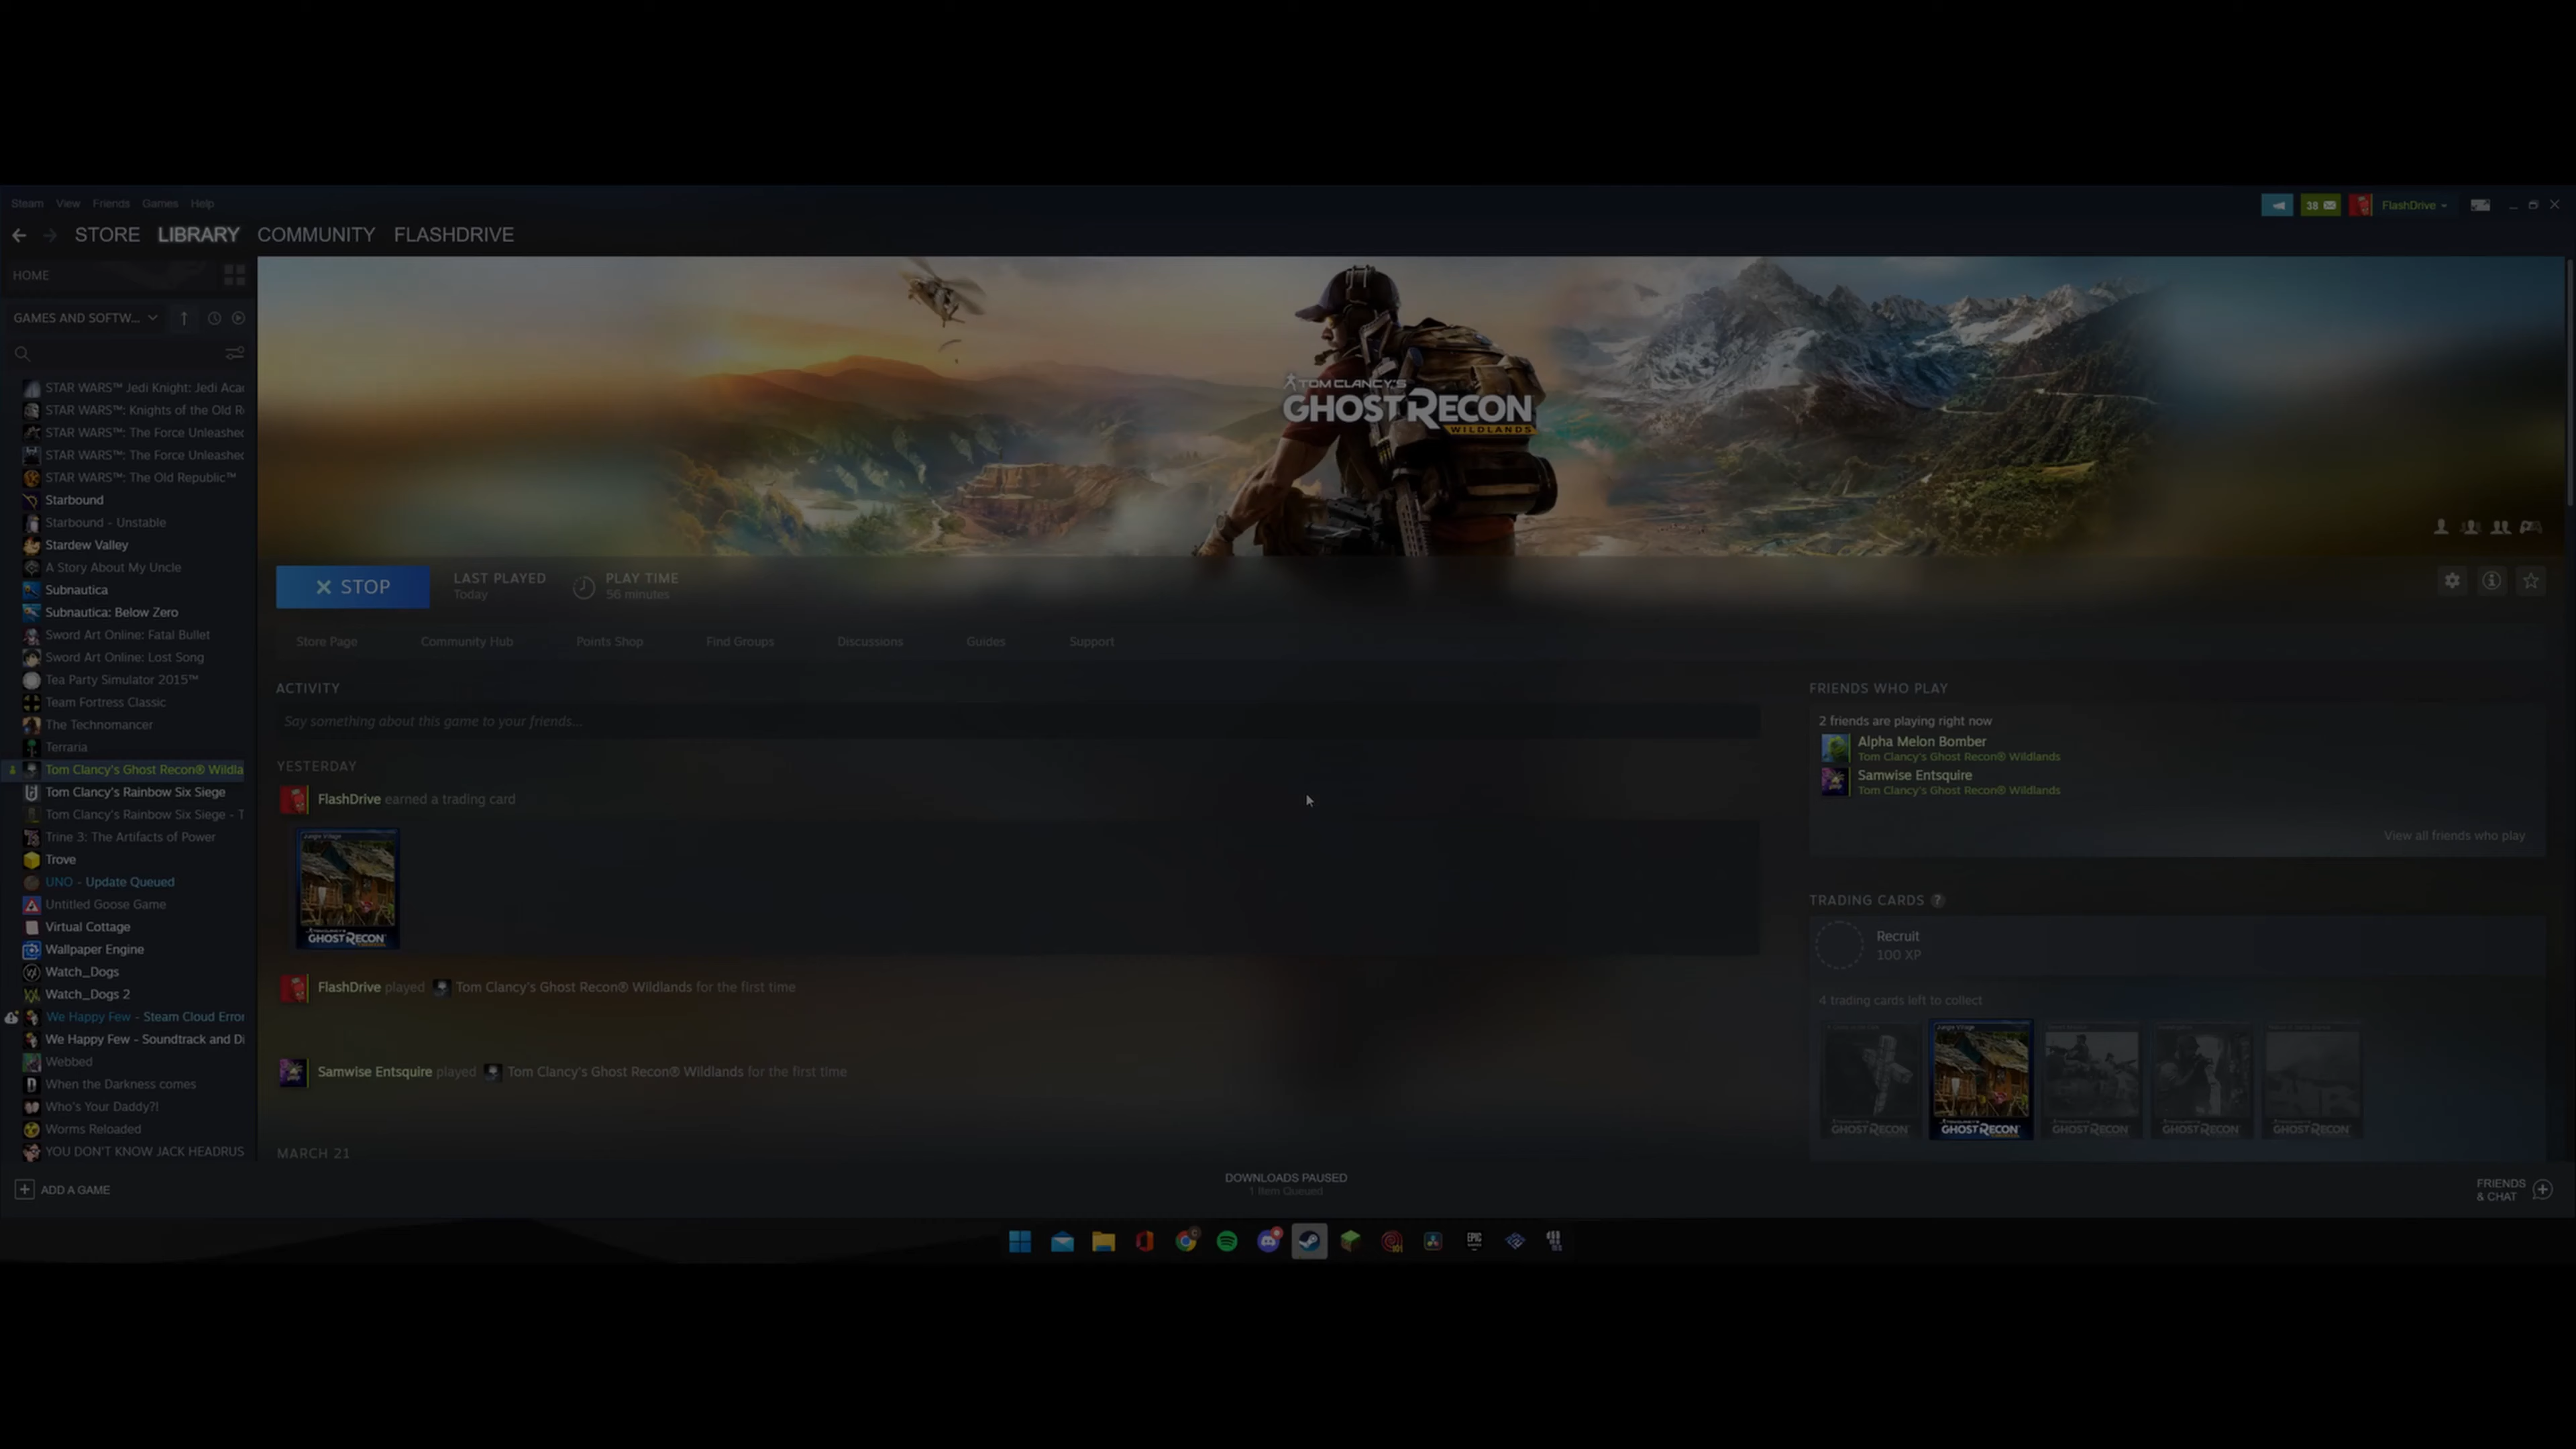 Steam View Friends Games Help
38 FlashDrive
STORE LIBRARY COMMUNITY FLASHDRIVE
HOME
GAMES AND SOFTW...
STAR WARS™ Jedi Knight: Jedi Aca
STAR WARS™: Knights of the Old R
STAR WARS™: The Force Unleashed
STAR WARS™: The Force Unleashed
STAR WARS™: The Old Republic™
Starbound
Starbound - Unstable
Stardew Valley
A Story About My Uncle
Subnautica
Subnautica: Below Zero
Sword Art Online: Fatal Bullet
Sword Art Online: Lost Song
Tea Party Simulator 2015™
Team Fortress Classic
The Technomancer
Terraria
Tom Clancy's Ghost Recon® Wildla
Tom Clancy's Rainbow Six Siege
Tom Clancy's Rainbow Six Siege - T
Trine 3: The Artifacts of Power
Trove
UNO - Update Queued
Untitled Goose Game
Virtual Cottage
Wallpaper Engine
Watch_Dogs
Watch_Dogs 2
We Happy Few - Steam Cloud Error
We Happy Few - Soundtrack and Di
Webbed
When the Darkness comes
Who's Your Daddy?!
Worms Reloaded
YOU DON'T KNOW JACK HEADRUS
ADD A GAME
TOM CLANCY'S
GHOST RECON
WILDLANDS
STOP
LAST PLAYED
Today
PLAY TIME
56 minutes
Store Page Community Hub Points Shop Find Groups Discussions Guides Support
ACTIVITY
Say something about this game to your friends...
YESTERDAY
FlashDrive earned a trading card
Jungle Village
GHOST RECON
FlashDrive played Tom Clancy's Ghost Recon® Wildlands for the first time
Samwise Entsquire played Tom Clancy's Ghost Recon® Wildlands for the first time
MARCH 21
FRIENDS WHO PLAY
2 friends are playing right now
Alpha Melon Bomber
Tom Clancy's Ghost Recon® Wildlands
Samwise Entsquire
Tom Clancy's Ghost Recon® Wildlands
View all friends who play
TRADING CARDS ?
Recruit
100 XP
4 trading cards left to collect
Jungle Village
GHOST RECON GHOST RECON GHOST RECON GHOST RECON GHOST RECON
DOWNLOADS PAUSED
1 Item Queued
FRIENDS
& CHAT
EPIC